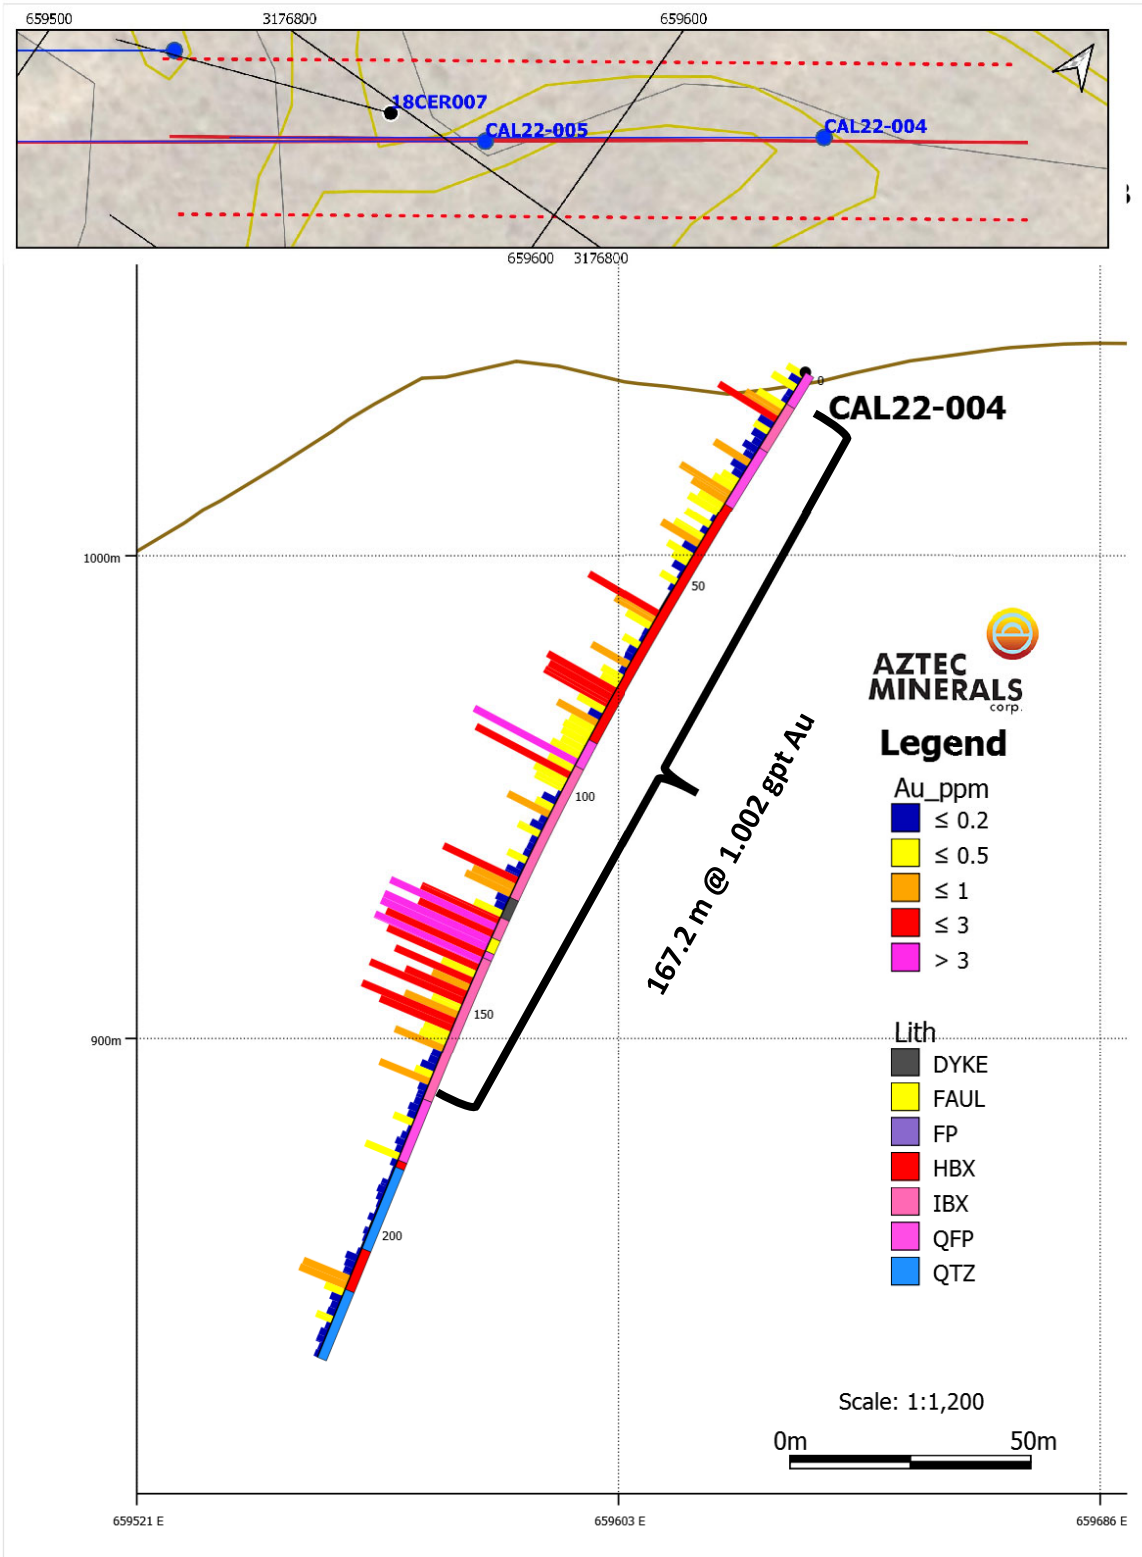 659500 3176800 659600
18CER007
CAL22-005
CAL22-004
659600 3176800
0
CAL22-004
1000m
50
AZTEC
MINERALS
corp.
Legend
Au_ppm
≤ 0.2
≤ 0.5
≤ 1
≤ 3
> 3
100
167.2 m @ 1.002 gpt Au
150
900m
Lith
DYKE
FAUL
FP
HBX
IBX
QFP
QTZ
200
Scale: 1:1,200
0m 50m
659521 E 659603 E 659686 E